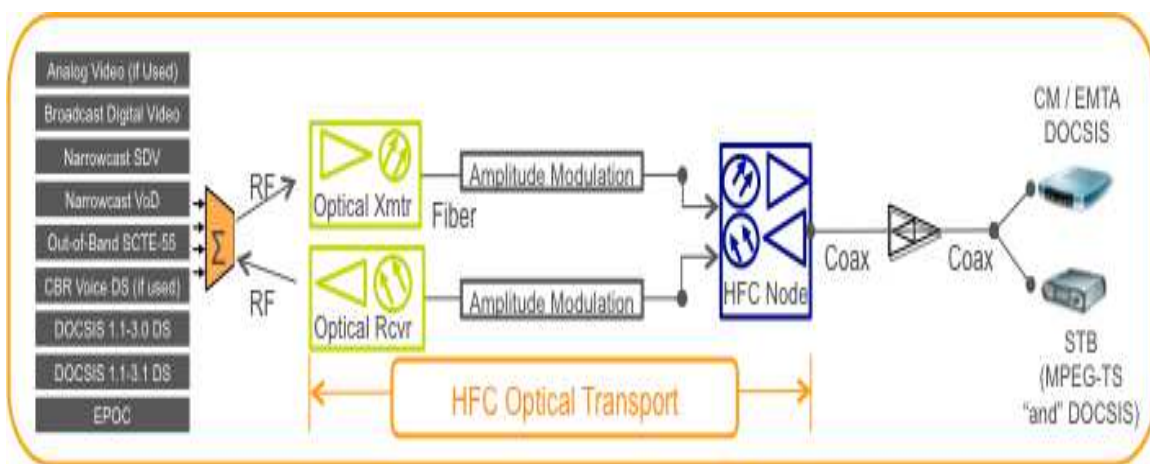 Analog Video (If Used)
Broadcast Digital Video
Narrowcast SDV
Narrowcast VoD
Out-of-Band SCTE-55
CBR Voice DS (if used)
DOCSIS 1.1-3.0 DS
DOCSIS 1.1-3.1 DS
EPOC
Σ
RF
RF
Optical Xmtr
Optical Rcvr
Fiber
Amplitude Modulation
Amplitude Modulation
HFC Node
HFC Optical Transport
Coax
Coax
CM / EMTA
DOCSIS
STB
(MPEG-TS
“and” DOCSIS)